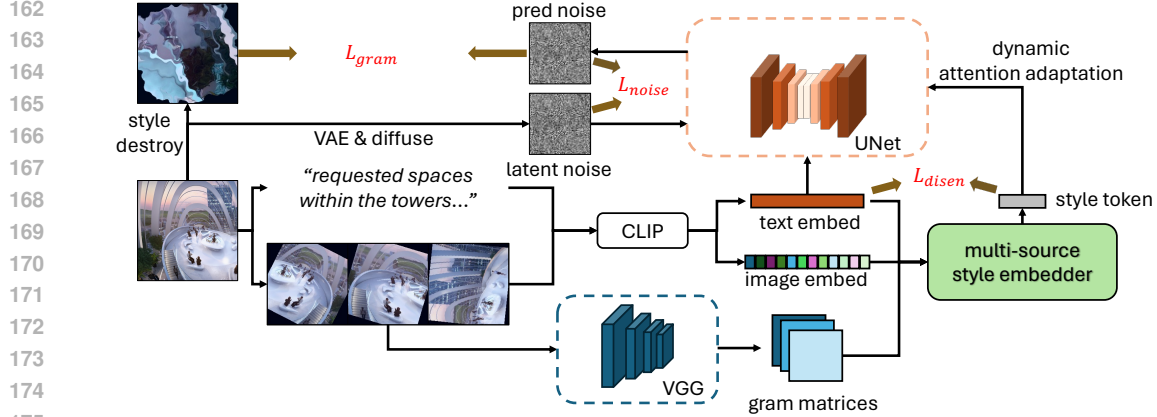 162
163
164
165
166
167
168
169
170
171
172
173
174
pred noise
L_gram
L_noise
dynamic
attention adaptation
style
destroy
VAE & diffuse
latent noise
UNet
"requested spaces
within the towers..."
L_disen
style token
text embed
CLIP
multi-source
style embedder
image embed
VGG
gram matrices